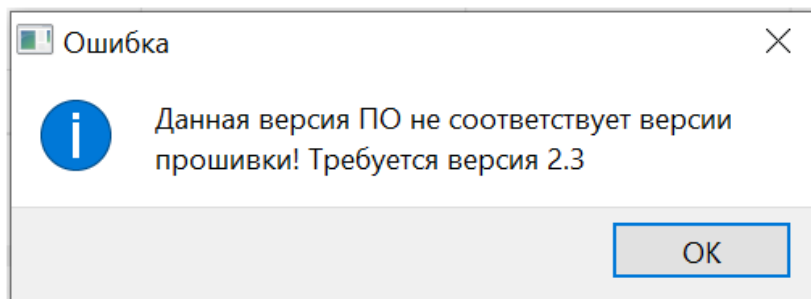 Ошибка
Данная версия ПО не соответствует версии
прошивки! Требуется версия 2.3
OK